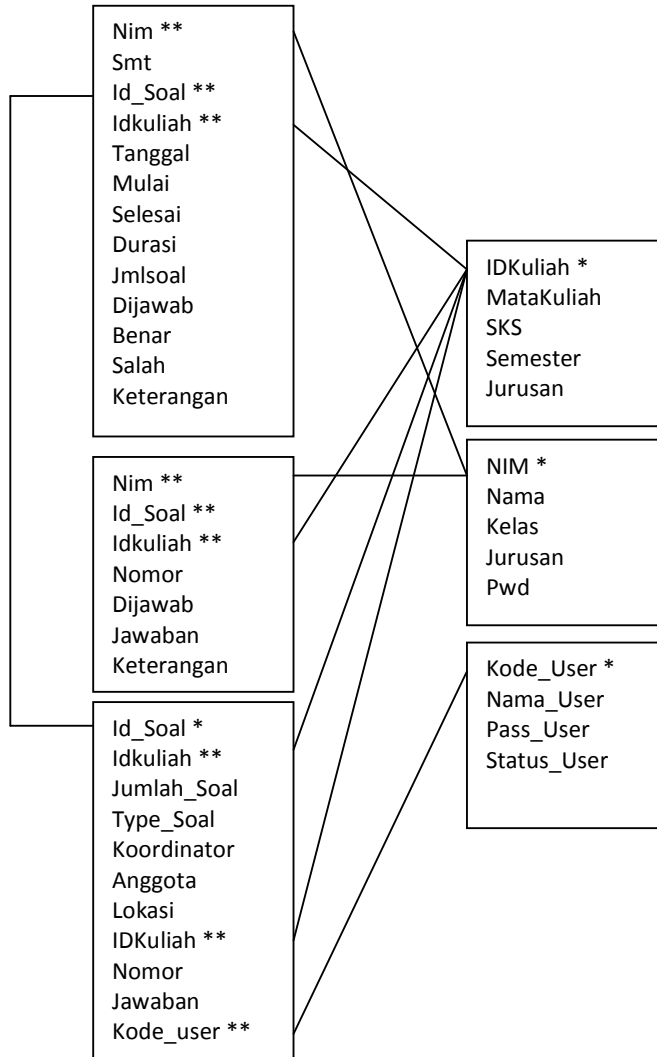 Nim **
Smt
Id_Soal **
Idkuliah **
Tanggal
Mulai
Selesai
Durasi
Jmlsoal
Dijawab
Benar
Salah
Keterangan
Nim **
Id_Soal **
Idkuliah **
Nomor
Dijawab
Jawaban
Keterangan
Id_Soal *
Idkuliah **
Jumlah_Soal
Type_Soal
Koordinator
Anggota
Lokasi
IDKuliah **
Nomor
Jawaban
Kode_user **
IDKuliah *
MataKuliah
SKS
Semester
Jurusan
NIM *
Nama
Kelas
Jurusan
Pwd
Kode_User *
Nama_User
Pass_User
Status_User